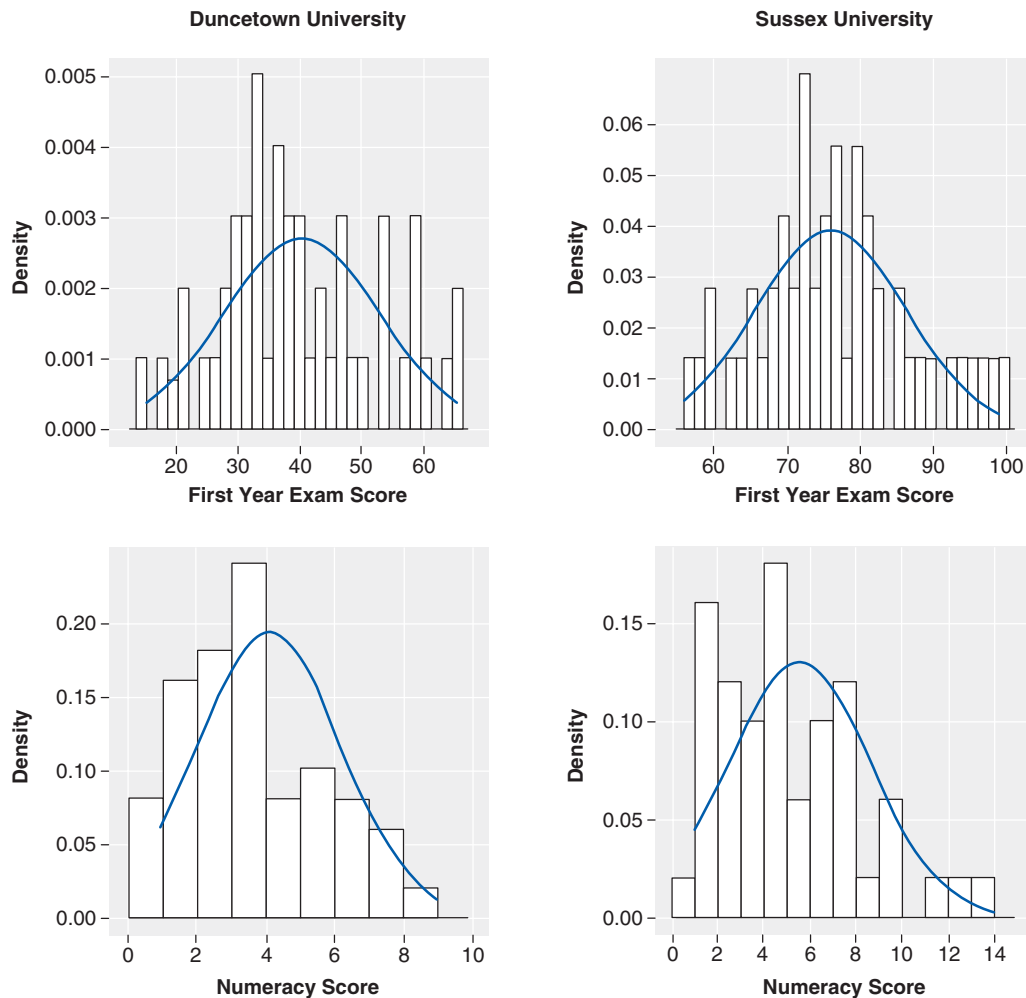 Duncetown University
Sussex University
0.005
0.004
0.003
0.002
0.001
0.000
Density
20 30 40 50 60
First Year Exam Score
0.06
0.05
0.04
0.03
0.02
0.01
0.00
Density
60 70 80 90 100
First Year Exam Score
0.20
0.15
0.10
0.05
0.00
Density
0 2 4 6 8 10
Numeracy Score
0.15
0.10
0.05
0.00
Density
0 2 4 6 8 10 12 14
Numeracy Score